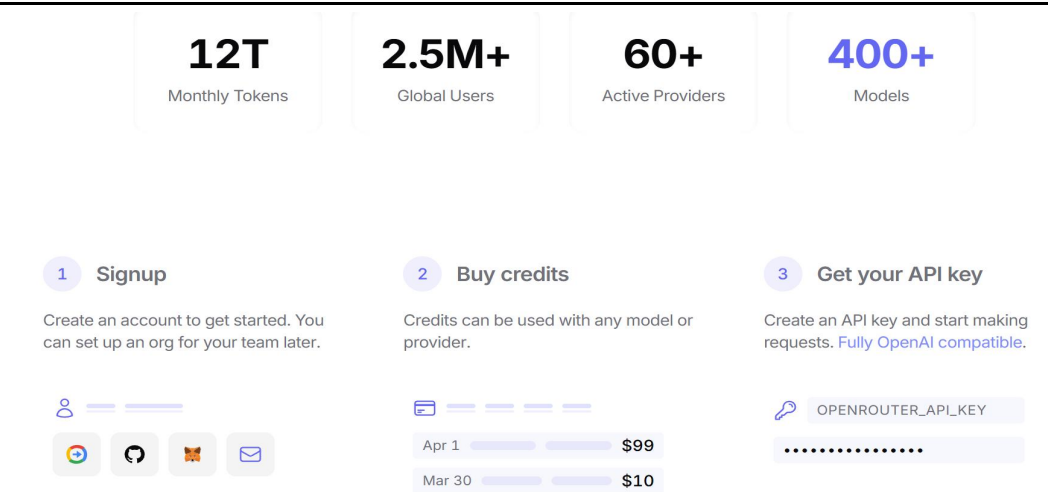 12T
2.5M+
60+
400+
Monthly Tokens
Global Users
Active Providers
Models
1 Signup
Create an account to get started. You
can set up an org for your team later.
2 Buy credits
Credits can be used with any model or
provider.
Apr 1 $99
Mar 30 $10
3 Get your API key
Create an API key and start making
requests. Fully OpenAI compatible.
OPENROUTER_API_KEY
••••••••••••••••